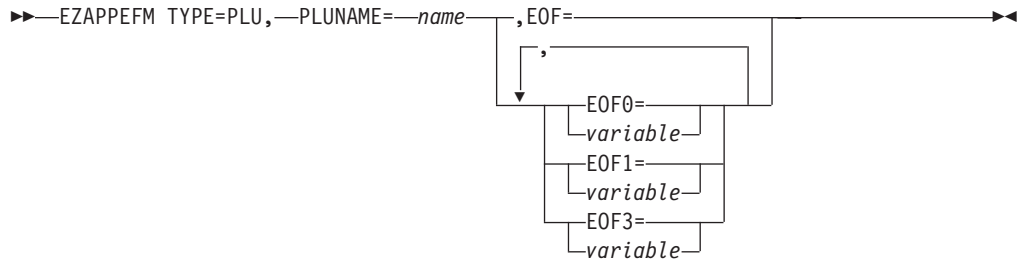 EZAPPEFM TYPE=PLU, PLUNAME= name ,EOF=
,
EOF0=
variable
EOF1=
variable
EOF3=
variable